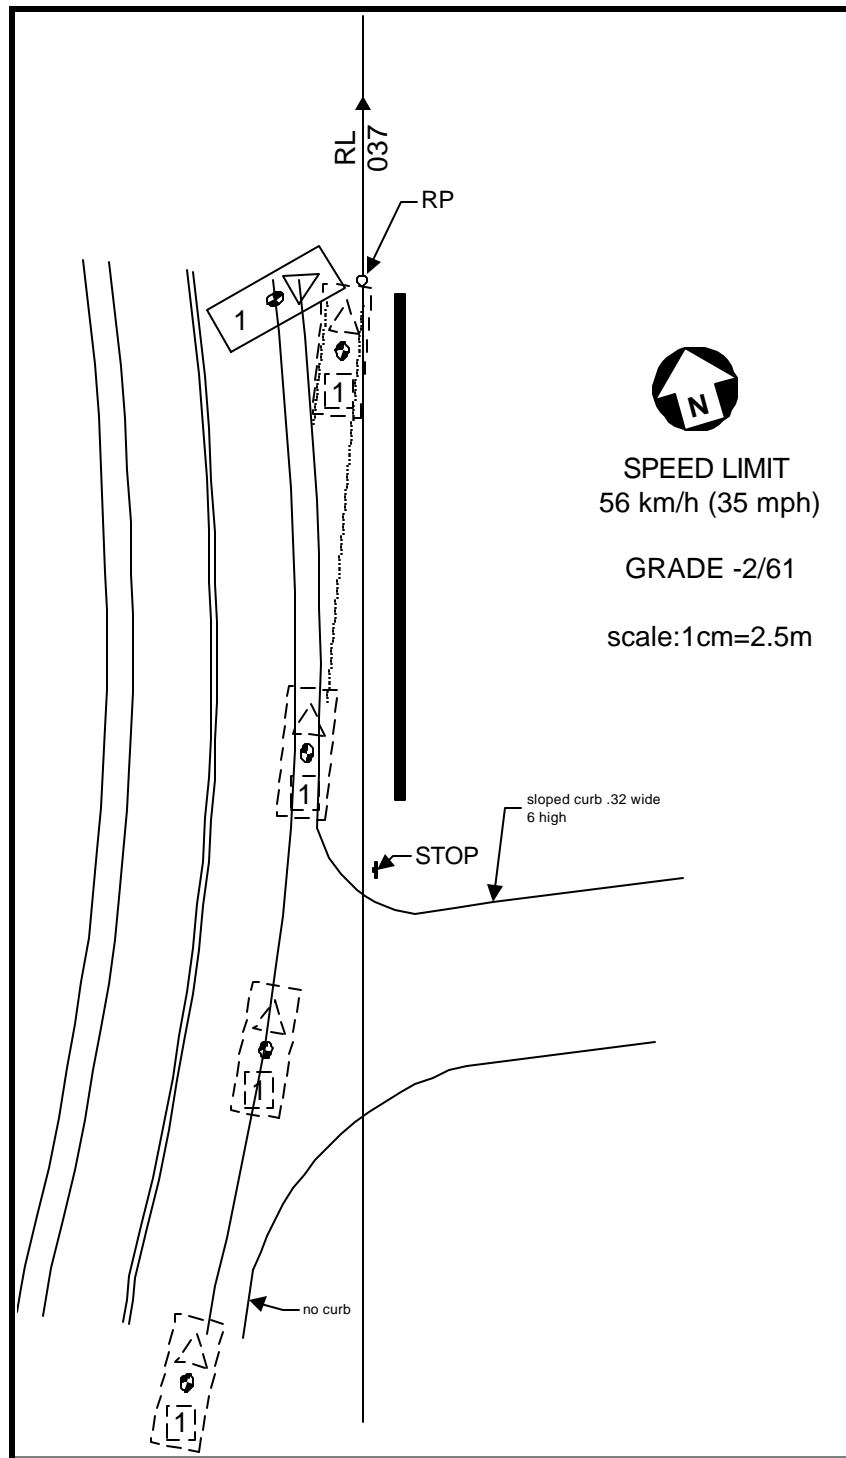 RL
037
RP
1
1
N
SPEED LIMIT
56 km/h (35 mph)
GRADE -2/61
scale:1cm=2.5m
1
sloped curb .32 wide
6 high
STOP
1
no curb
1